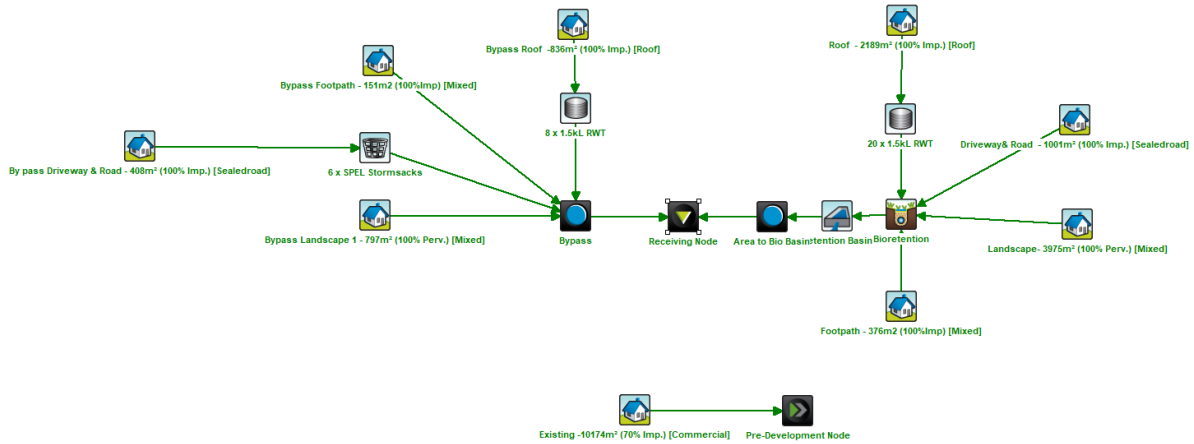 Bypass Roof -836m² (100% Imp.) [Roof]
Roof - 2189m² (100% Imp.) [Roof]
Bypass Footpath - 151m2 (100%Imp) [Mixed]
8 x 1.5kL RWT
20 x 1.5kL RWT
Driveway& Road - 1001m² (100% Imp.) [Sealedroad]
By pass Driveway & Road - 408m² (100% Imp.) [Sealedroad]
6 x SPEL Stormsacks
Bypass Landscape 1 - 797m² (100% Perv.) [Mixed]
Bypass
Receiving Node
Area to Bio Basin
tention Basin
Bioretention
Landscape- 3975m² (100% Perv.) [Mixed]
Footpath - 376m2 (100%Imp) [Mixed]
Existing -10174m² (70% Imp.) [Commercial]
Pre-Development Node